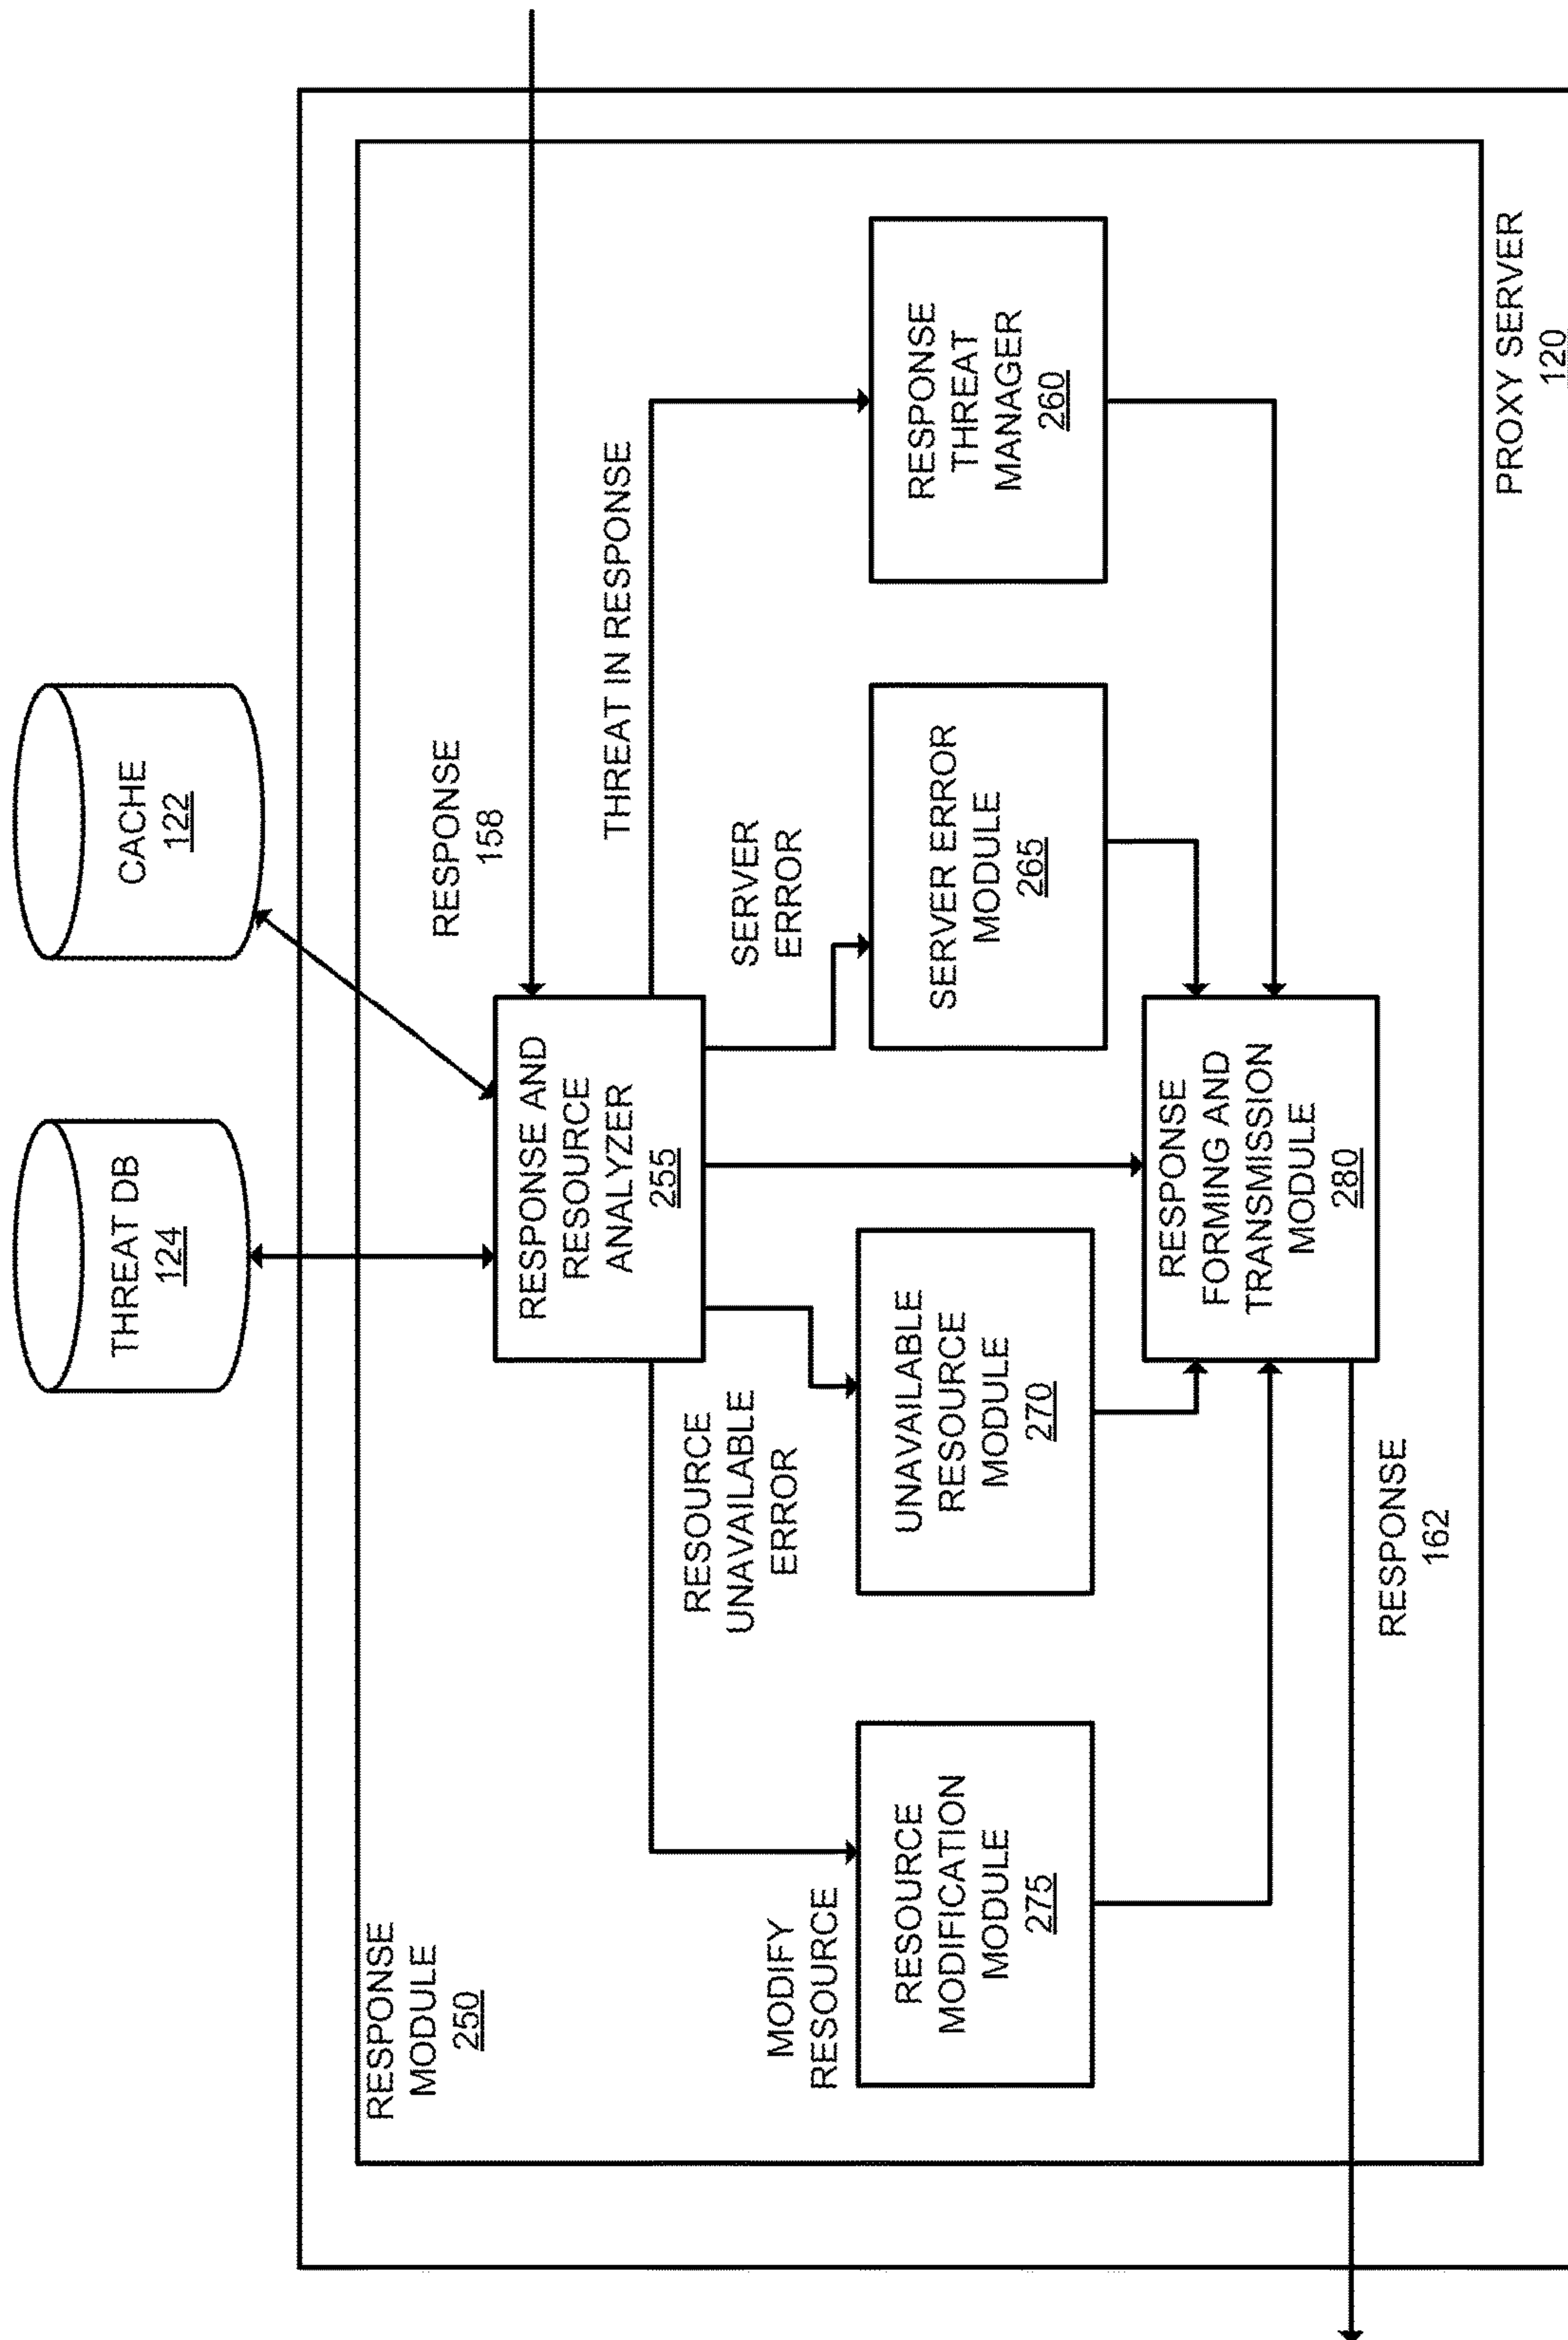 THREAT DB
124
CACHE
122
RESPONSE
MODULE
250
RESPONSE
158
RESPONSE AND
RESOURCE
ANALYZER
255
THREAT IN RESPONSE
MODIFY
RESOURCE
RESOURCE
UNAVAILABLE
ERROR
SERVER
ERROR
RESOURCE
MODIFICATION
MODULE
275
UNAVAILABLE
RESOURCE
MODULE
270
SERVER ERROR
MODULE
265
RESPONSE
THREAT
MANAGER
260
RESPONSE
FORMING AND
TRANSMISSION
MODULE
280
RESPONSE
162
PROXY SERVER
120